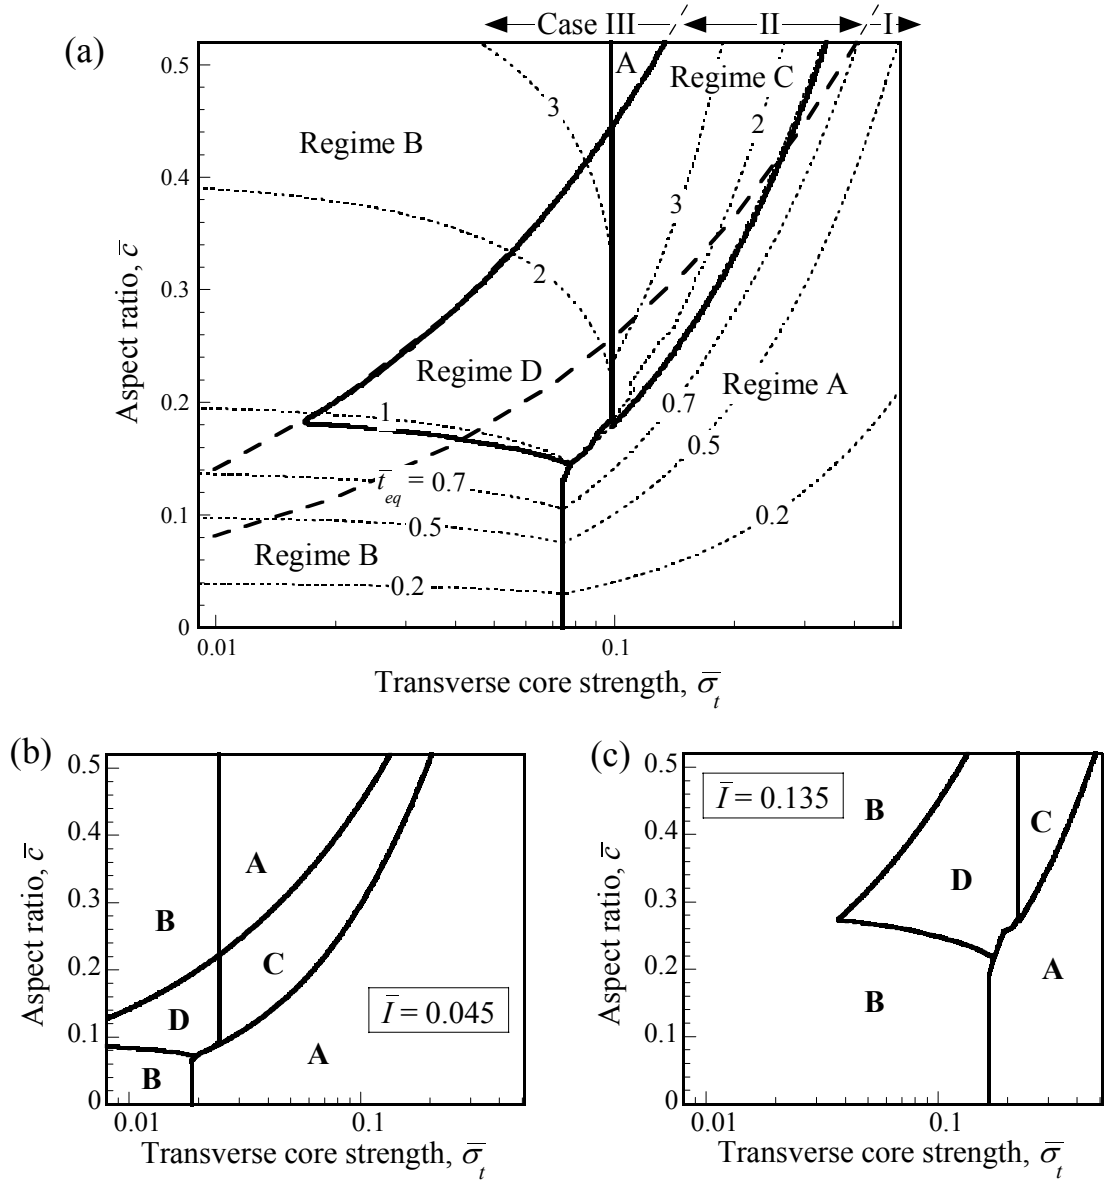 Case III II I
(a)
0.5
0.4
0.3
0.2
0.1
0
Aspect ratio, c̄
A
Regime C
3
Regime B
2
3
2
Regime D
Regime A
1
0.7
t̄eq = 0.7
0.5
0.5
0.2
Regime B
0.2
0.01 0.1
Transverse core strength, σ̄t
(b)
0.5
0.4
0.3
0.2
0.1
0
Aspect ratio, c̄
A
B
C
D
Ī = 0.045
A
B
0.01 0.1
Transverse core strength, σ̄t
(c)
0.5
0.4
0.3
0.2
0.1
0
Aspect ratio, c̄
Ī = 0.135
B
C
D
A
B
0.01 0.1
Transverse core strength, σ̄t